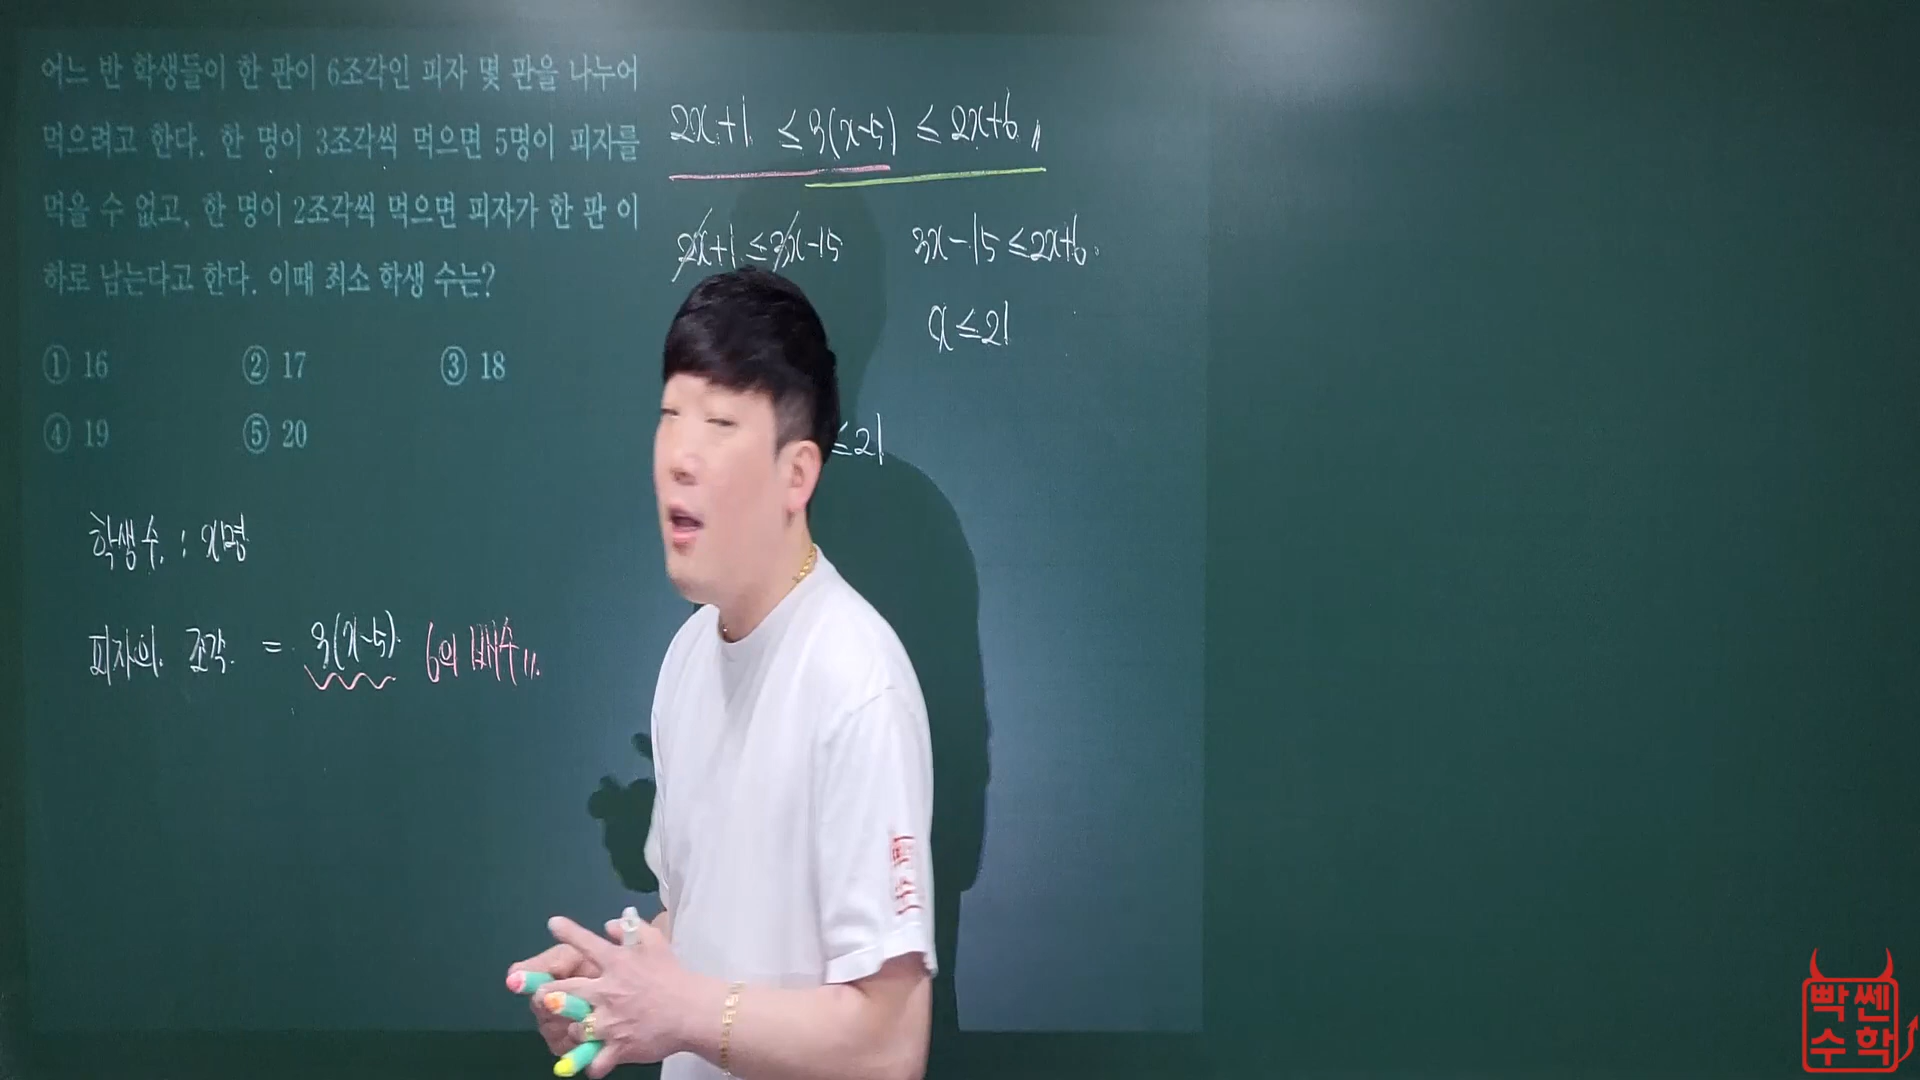 어느 반 학생들이 한 판이 6조각인 피자 몇 판을 나누어
먹으려고 한다. 한 명이 3조각씩 먹으면 5명이 피자를
먹을 수 없고, 한 명이 2조각씩 먹으면 피자가 한 판 이
하로 남는다고 한다. 이때 최소 학생 수는?
① 16 ② 17 ③ 18
④ 19 ⑤ 20
학생 수 : x명
피자의 조각 = 3(x-5) 6의 배수
2x+1 ≤ 3(x-5) ≤ 2x+6
2x+1 ≤ 3x-15
3x-15 ≤ 2x+6
x ≤ 21
≤ 21
빡쎈
수학